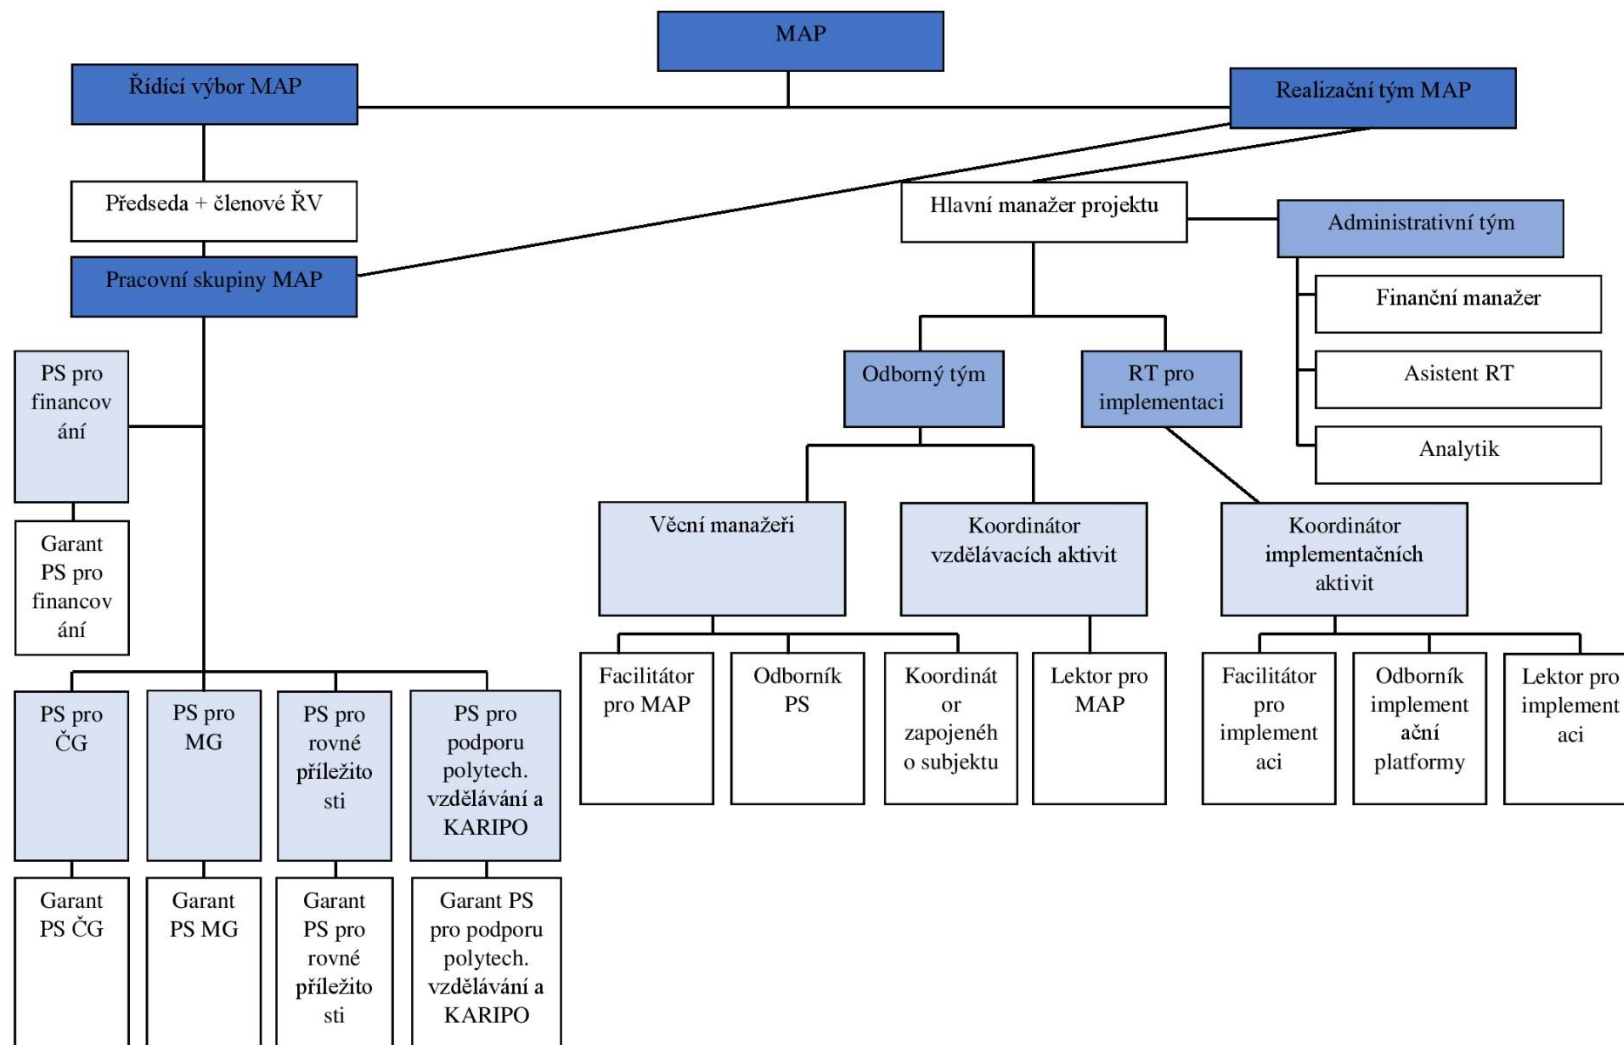 MAP
Řídící výbor MAP
Realizační tým MAP
Předseda + členové ŘV
Hlavní manažer projektu
Administrativní tým
Pracovní skupiny MAP
Finanční manažer
Asistent RT
Analytik
PS pro
financov
ání
Odborný tým
RT pro
implementaci
Garant
PS pro
financov
ání
Věcní manažeři
Koordinátor
vzdělávacích aktivit
Koordinátor
implementačních
aktivit
Facilitátor
pro MAP
Odborník
PS
Koordinát
or
zapojenéh
o subjektu
Lektor pro
MAP
Facilitátor
pro
implement
aci
Odborník
implement
ační
platformy
Lektor pro
implement
aci
PS pro
ČG
PS pro
MG
PS pro
rovné
příležito
sti
PS pro
podporu
polytech.
vzdělávání a
KARIPO
Garant
PS ČG
Garant
PS MG
Garant
PS pro
rovné
příležito
sti
Garant PS
pro podporu
polytech.
vzdělávání a
KARIPO